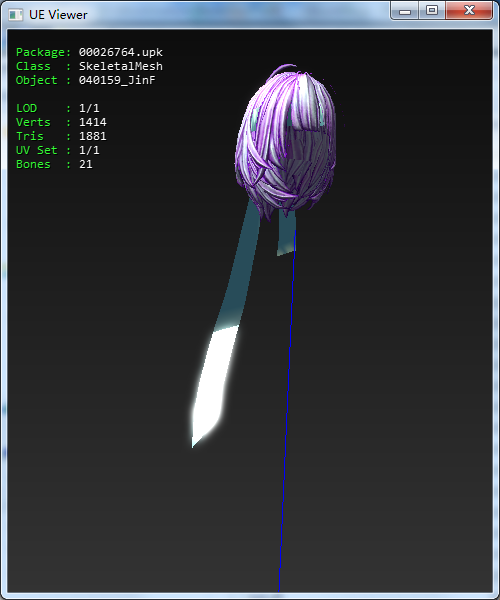 UE Viewer
Package: 00026764.upk
Class : SkeletalMesh
Object : 040159_JinF
LOD : 1/1
Verts : 1414
Tris : 1881
UV Set : 1/1
Bones : 21